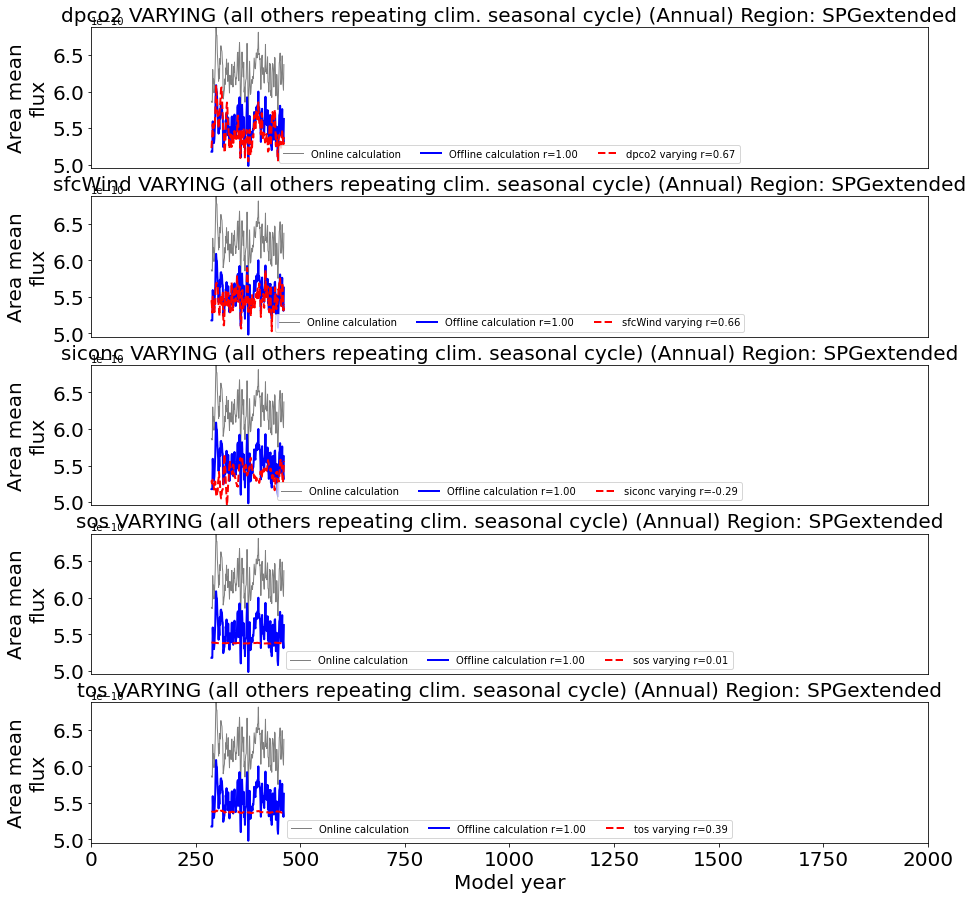 dpco2 VARYING (all others repeating clim. seasonal cycle) (Annual) Region: SPGextended
1e−10
6.5
6.0
5.5
5.0
Area mean
flux
Online calculation Offline calculation r=1.00 dpco2 varying r=0.67
sfcWind VARYING (all others repeating clim. seasonal cycle) (Annual) Region: SPGextended
1e−10
6.5
6.0
5.5
5.0
Area mean
flux
Online calculation Offline calculation r=1.00 sfcWind varying r=0.66
siconc VARYING (all others repeating clim. seasonal cycle) (Annual) Region: SPGextended
1e−10
6.5
6.0
5.5
5.0
Area mean
flux
Online calculation Offline calculation r=1.00 siconc varying r=-0.29
sos VARYING (all others repeating clim. seasonal cycle) (Annual) Region: SPGextended
1e−10
6.5
6.0
5.5
5.0
Area mean
flux
Online calculation Offline calculation r=1.00 sos varying r=0.01
tos VARYING (all others repeating clim. seasonal cycle) (Annual) Region: SPGextended
1e−10
6.5
6.0
5.5
5.0
Area mean
flux
Online calculation Offline calculation r=1.00 tos varying r=0.39
0 250 500 750 1000 1250 1500 1750 2000
Model year